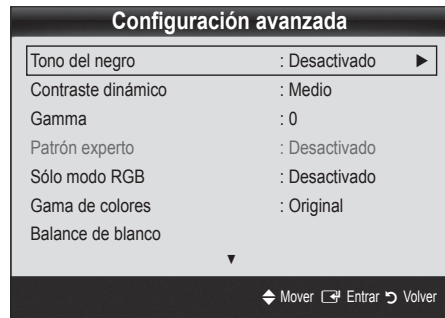 Configuración avanzada
Tono del negro : Desactivado ►
Contraste dinámico : Medio
Gamma : 0
Patrón experto : Desactivado
Sólo modo RGB : Desactivado
Gama de colores : Original
Balance de blanco
▼
Mover Entrar Volver